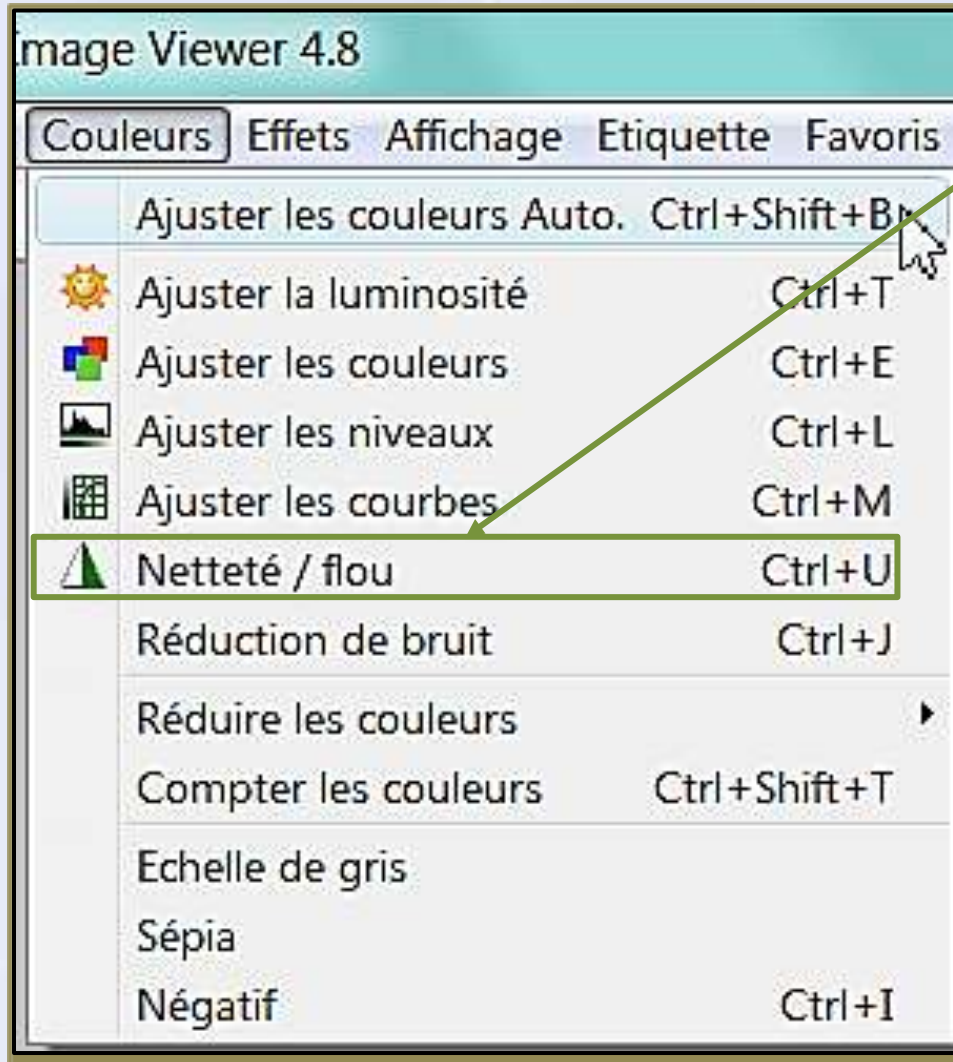 mage Viewer 4.8
Couleurs Effets Affichage Etiquette Favoris
Ajuster les couleurs Auto. Ctrl+Shift+B
Ajuster la luminosité Ctrl+T
Ajuster les couleurs Ctrl+E
Ajuster les niveaux Ctrl+L
Ajuster les courbes Ctrl+M
Netteté / flou Ctrl+U
Réduction de bruit Ctrl+J
Réduire les couleurs
Compter les couleurs Ctrl+Shift+T
Echelle de gris
Sépia
Négatif Ctrl+I